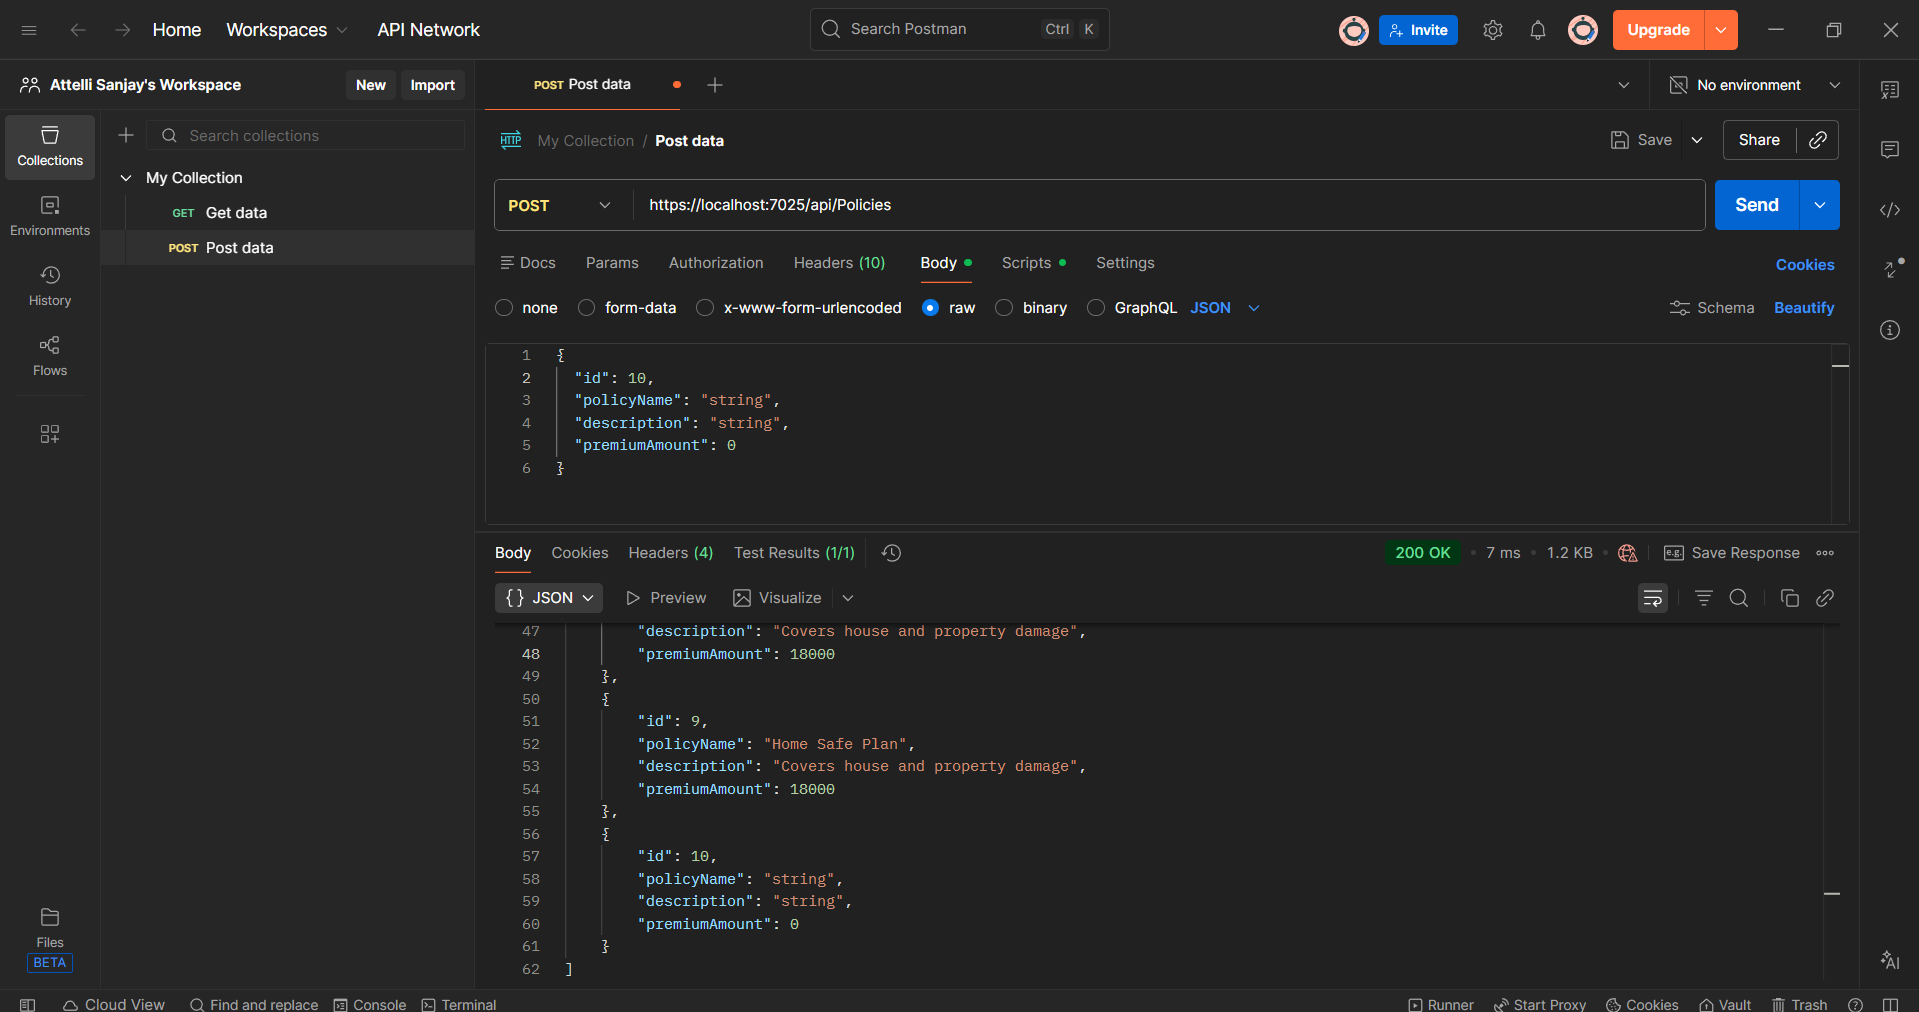 Home Workspaces API Network
Search Postman Ctrl K
Invite
Upgrade
Attelli Sanjay's Workspace New Import
POST Post data
No environment
Collections
Environments
History
Flows
Files
BETA
Search collections
My Collection
GET Get data
POST Post data
HTTP My Collection / Post data
Save Share
POST https://localhost:7025/api/Policies Send
Docs Params Authorization Headers (10) Body Scripts Settings Cookies
none form-data x-www-form-urlencoded raw binary GraphQL JSON Schema Beautify
1 {
2 "id": 10,
3 "policyName": "string",
4 "description": "string",
5 "premiumAmount": 0
6 }
Body Cookies Headers (4) Test Results (1/1) 200 OK 7 ms 1.2 KB e.g. Save Response
{} JSON Preview Visualize
47 "description": "Covers house and property damage",
48 "premiumAmount": 18000
49 },
50 {
51 "id": 9,
52 "policyName": "Home Safe Plan",
53 "description": "Covers house and property damage",
54 "premiumAmount": 18000
55 },
56 {
57 "id": 10,
58 "policyName": "string",
59 "description": "string",
60 "premiumAmount": 0
61 }
62 ]
AI
Cloud View Find and replace Console Terminal Runner Start Proxy Cookies Vault Trash